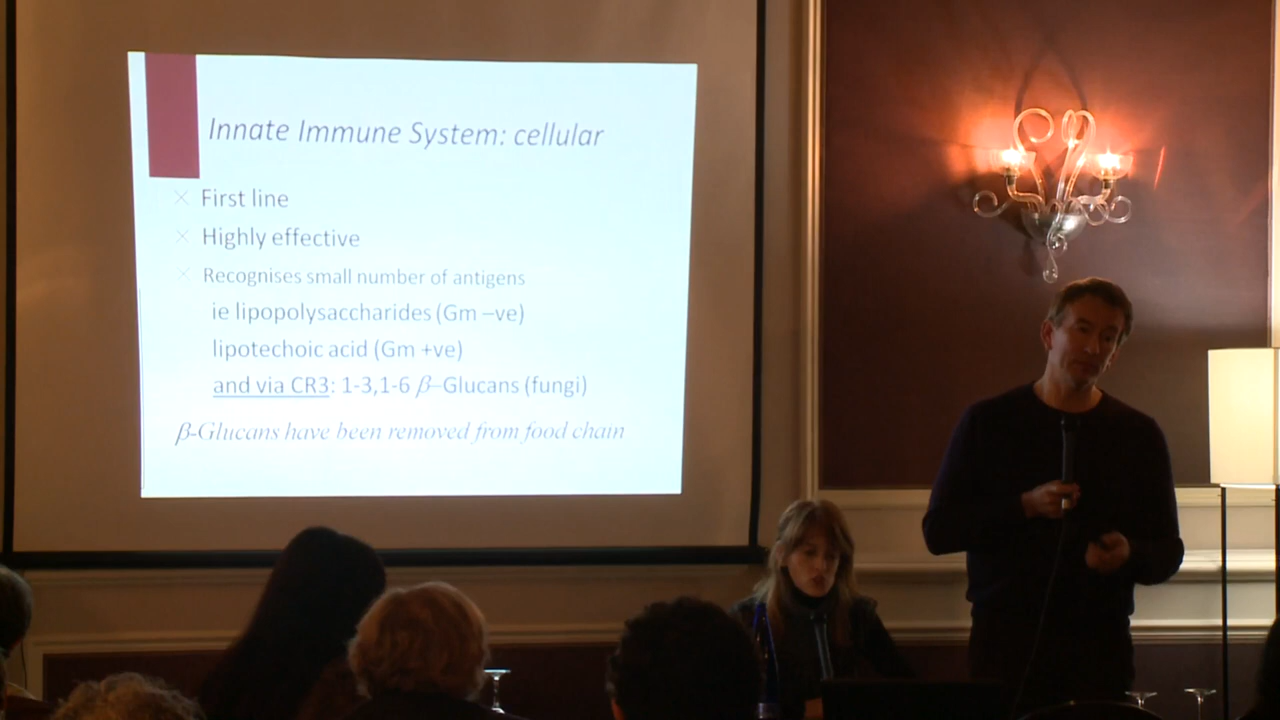 Innate Immune System: cellular
First line
Highly effective
Recognises small number of antigens
ie lipopolysaccharides (Gm –ve)
lipotechoic acid (Gm +ve)
and via CR3: 1-3,1-6 β–Glucans (fungi)
β-Glucans have been removed from food chain